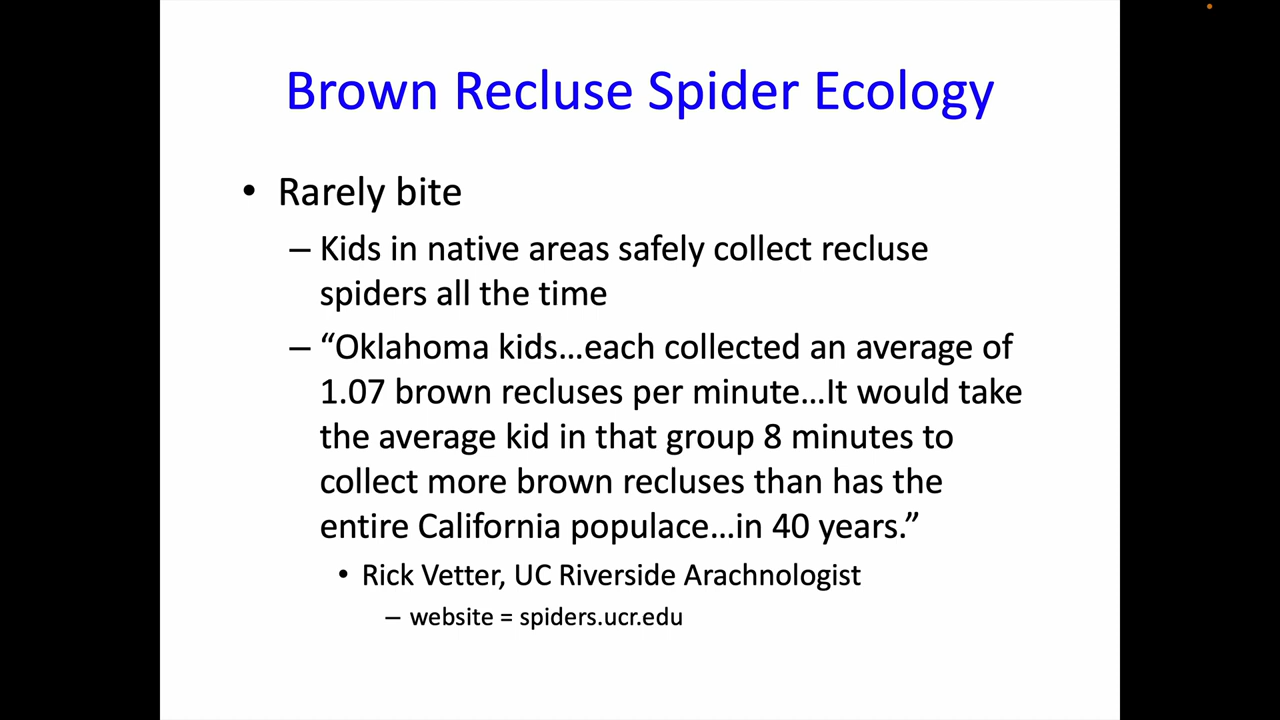 Brown Recluse Spider Ecology
• Rarely bite
– Kids in native areas safely collect recluse
spiders all the time
– “Oklahoma kids…each collected an average of
1.07 brown recluses per minute…It would take
the average kid in that group 8 minutes to
collect more brown recluses than has the
entire California populace…in 40 years.”
• Rick Vetter, UC Riverside Arachnologist
– website = spiders.ucr.edu